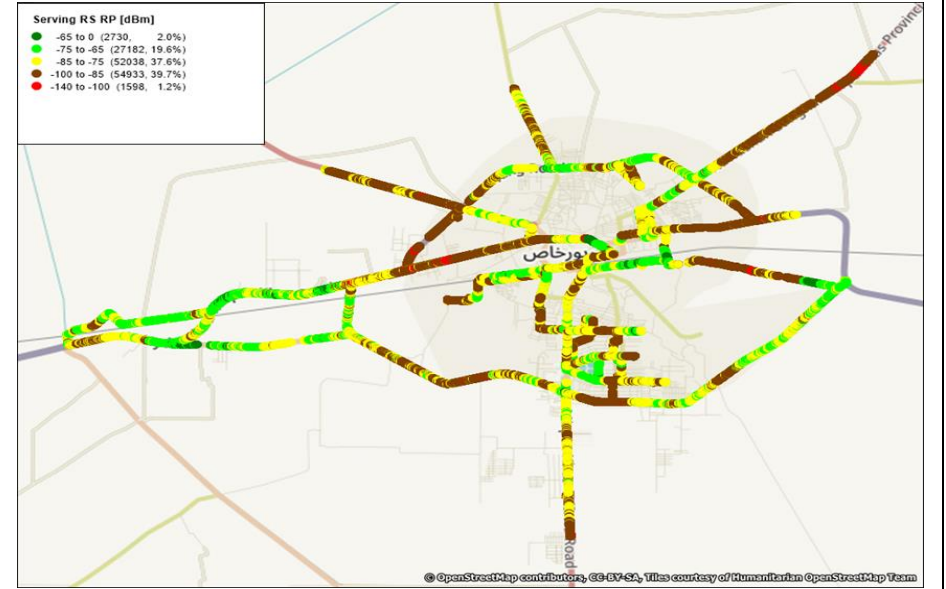 Serving RS RP [dBm]
-65 to 0 (2730, 2.0%)
-75 to -65 (27182, 19.6%)
-85 to -75 (52038, 37.6%)
-100 to -85 (54933, 39.7%)
-140 to -100 (1598, 1.2%)
Provinci
پورخاص
Road
© OpenStreetMap contributors, CC-BY-SA, Tiles courtesy of Humanitarian OpenStreetMap Team